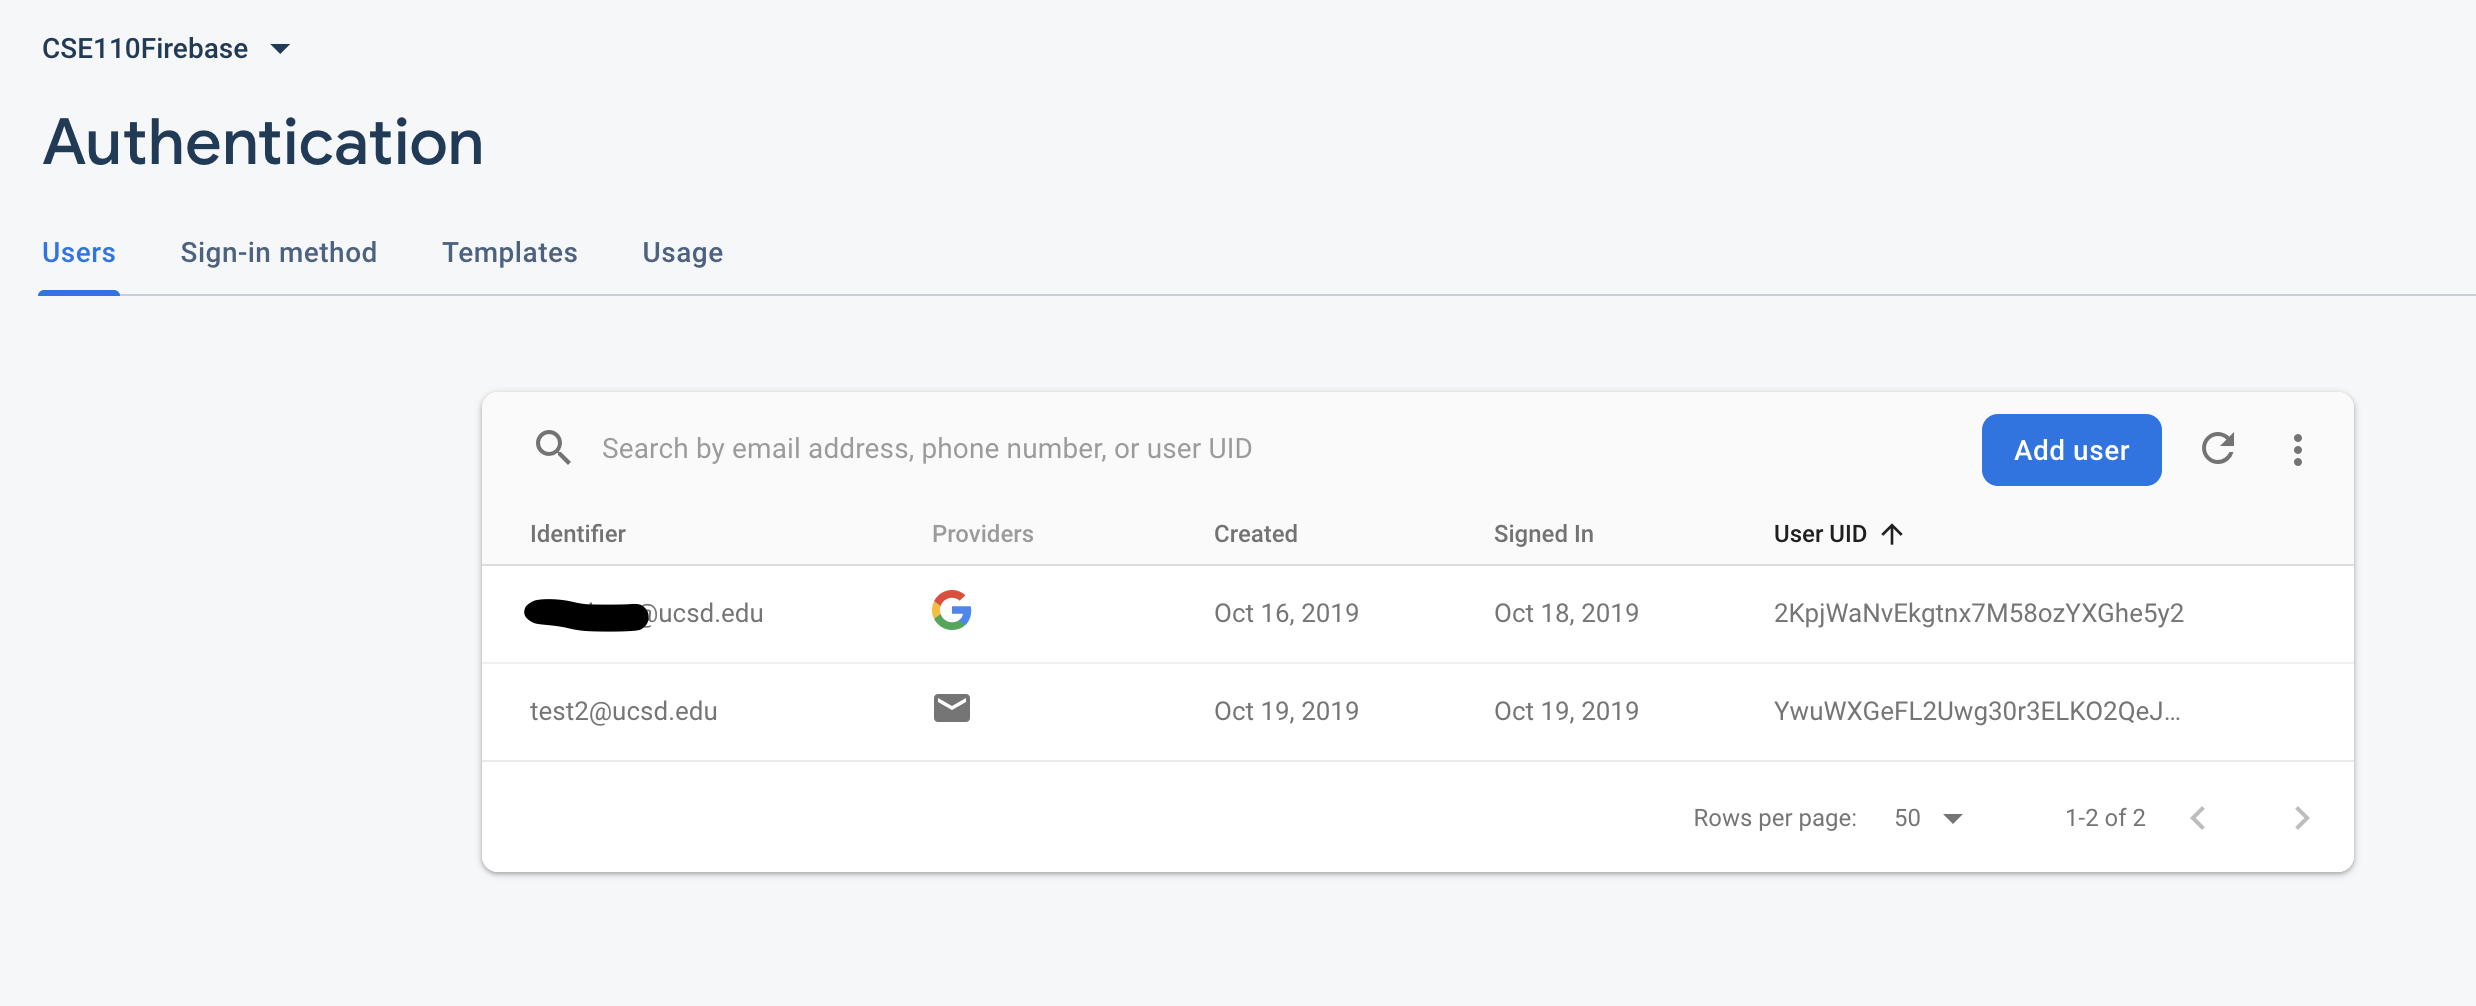 CSE110Firebase
Authentication
Users Sign-in method Templates Usage
Search by email address, phone number, or user UID Add user
Identifier Providers Created Signed In User UID
@ucsd.edu Oct 16, 2019 Oct 18, 2019 2KpjWaNvEkgtnx7M58ozYXGhe5y2
test2@ucsd.edu Oct 19, 2019 Oct 19, 2019 YwuWXGeFL2Uwg30r3ELKO2QeJ...
Rows per page: 50 1-2 of 2